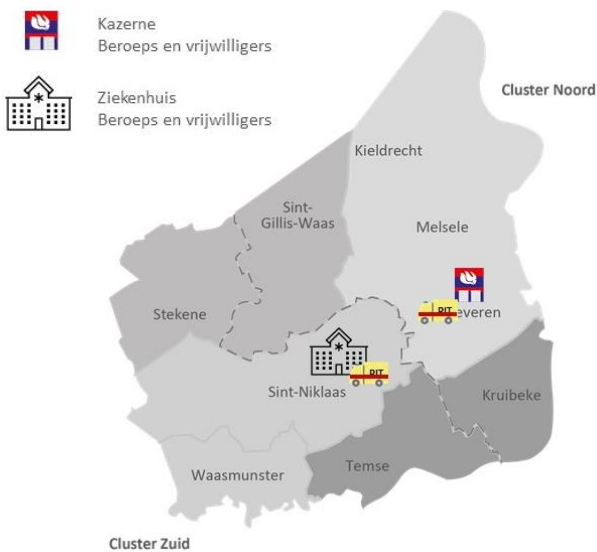 Kazerne
Beroeps en vrijwilligers
Ziekenhuis
Beroeps en vrijwilligers
Cluster Noord
Kieldrecht
Sint-
Gillis-Waas
Melsele
Stekene
PIT
everen
PIT
Sint-Niklaas
Kruibeke
Temse
Waasmunster
Cluster Zuid